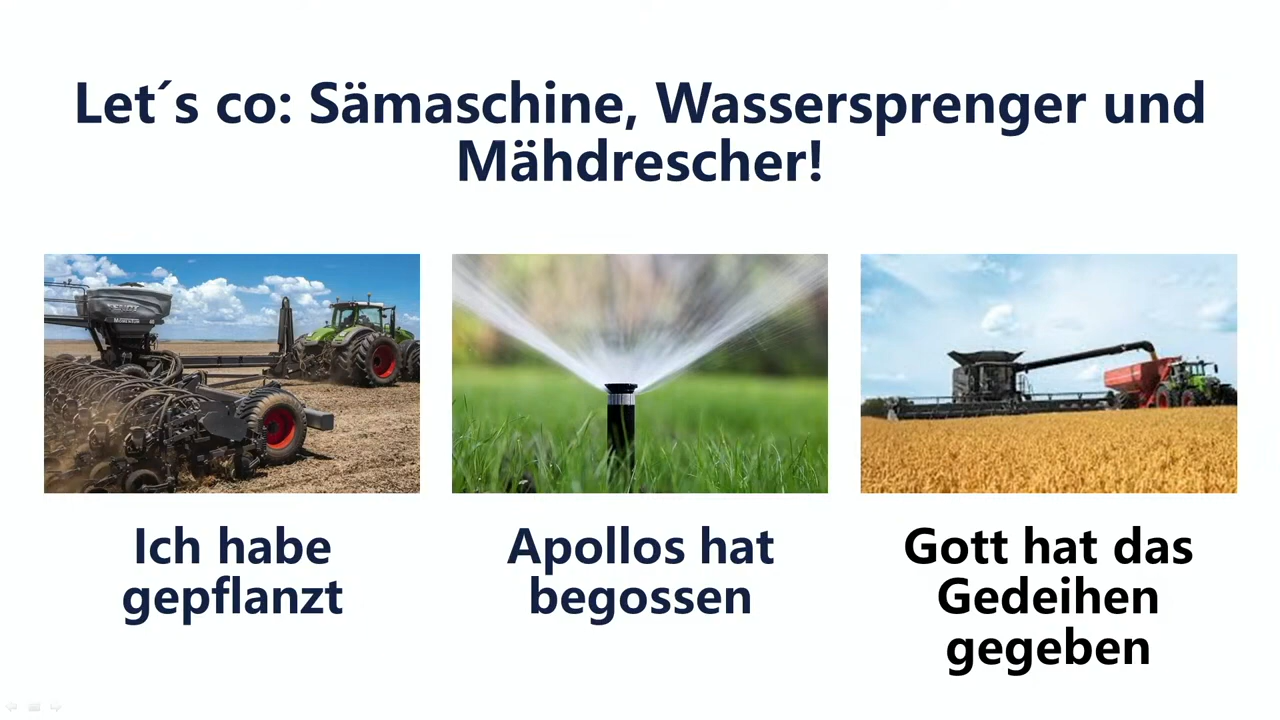 Let´s co: Sämaschine, Wassersprenger und
Mähdrescher!
Ich habe
gepflanzt
Apollos hat
begossen
Gott hat das
Gedeihen
gegeben